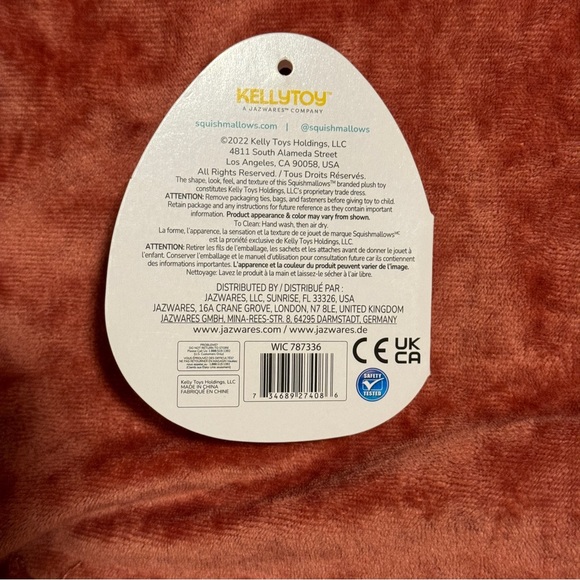 KELLYTOY™
A JAZWARES™ COMPANY
squishmallows.com | @squishmallows
©2022 Kelly Toys Holdings, LLC
4811 South Alameda Street
Los Angeles, CA 90058, USA
All Rights Reserved. / Tous Droits Réservés.
The shape, look, feel, and texture of this Squishmallows™ branded plush toy
constitutes Kelly Toys Holdings, LLC's proprietary trade dress.
ATTENTION: Remove packaging ties, bags, and fasteners before giving toy to child.
Retain package and any instructions for future reference as they contain important
information. Product appearance & color may vary from shown.
To Clean: Hand wash, then air dry.
La forme, l'apparence, la sensation et la texture de ce jouet de marque Squishmallowsᴹᶜ
est la proriété exclusive de Kelly Toys Holdings, LLC.
ATTENTION: Retirer les fils de l'emballage, les sachets et les attaches avant de donner le jouet à
l'enfant. Conserver l'emballage et le manuel d'utilisation pour consultation future car ils contiennent
des informations importantes. L'apparence et la couleur du produit peuvent varier de l'image.
Nettoyage: Lavez le produit à la main et laissez-le sécher à l'air libre.
DISTRIBUTED BY / DISTRIBUÉ PAR :
JAZWARES, LLC, SUNRISE, FL 33326, USA
JAZWARES, 16A CRANE GROVE, LONDON, N7 8LE, UNITED KINGDOM
JAZWARES GMBH, MINA-REES-STR. 8, 64295 DARMSTADT, GERMANY
www.jazwares.com / www.jazwares.de
WIC 787336
CE UK
CA
Kelly Toys Holdings, LLC
MADE IN CHINA
FABRIQUÉ EN CHINE
7 34689 27408 6
SAFETY
TESTED